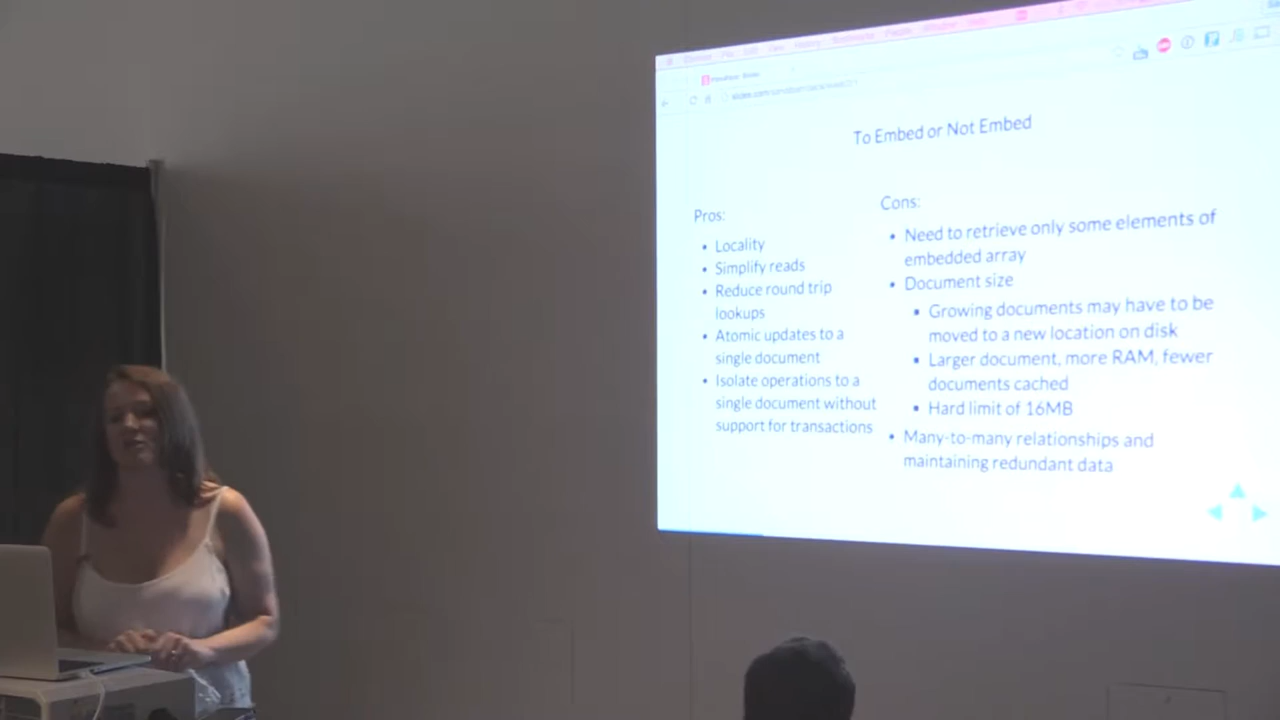 To Embed or Not Embed
Pros:
• Locality
• Simplify reads
• Reduce round trip
lookups
• Atomic updates to a
single document
• Isolate operations to a
single document without
support for transactions
Cons:
• Need to retrieve only some elements of
embedded array
• Document size
▪ Growing documents may have to be
moved to a new location on disk
▪ Larger document, more RAM, fewer
documents cached
▪ Hard limit of 16MB
• Many-to-many relationships and
maintaining redundant data